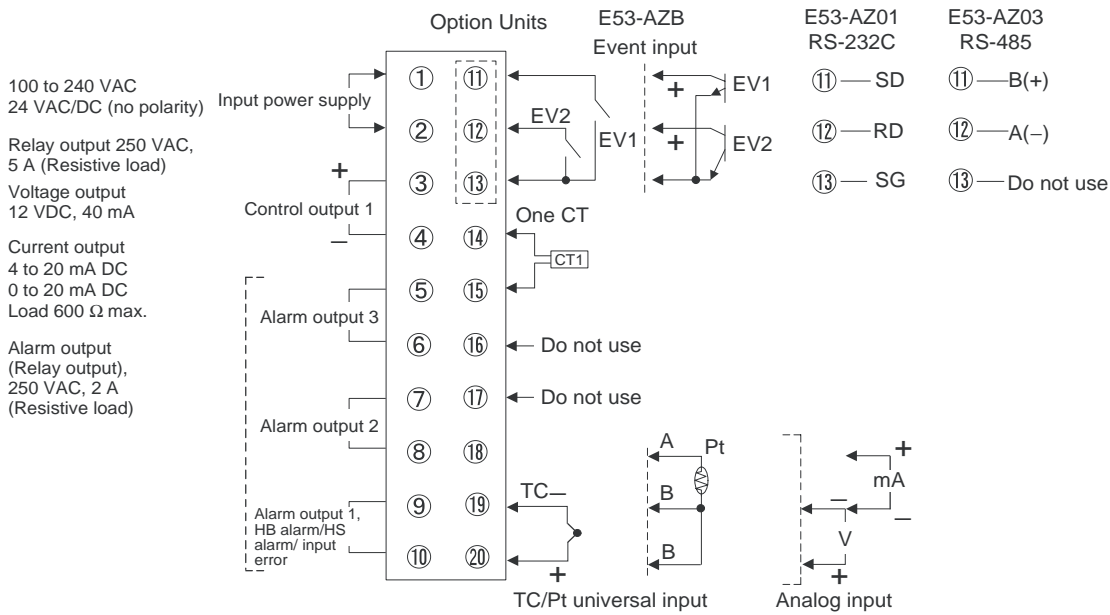 Option Units
E53-AZB
Event input
E53-AZ01
RS-232C
E53-AZ03
RS-485
100 to 240 VAC
24 VAC/DC (no polarity)
Input power supply
Relay output 250 VAC,
5 A (Resistive load)
Voltage output
12 VDC, 40 mA
Current output
4 to 20 mA DC
0 to 20 mA DC
Load 600 Ω max.
Alarm output
(Relay output),
250 VAC, 2 A
(Resistive load)
+
Control output 1
−
Alarm output 3
Alarm output 2
Alarm output 1,
HB alarm/HS
alarm/ input
error
① ⑪
② ⑫
③ ⑬
④ ⑭
⑤ ⑮
⑥ ⑯
⑦ ⑰
⑧ ⑱
⑨ ⑲
⑩ ⑳
EV2
EV1
+ EV1
+ EV2
⑪ SD
⑫ RD
⑬ SG
⑪ B(+)
⑫ A(−)
⑬ Do not use
One CT
CT1
Do not use
Do not use
TC−
+
A Pt
B
B
TC/Pt universal input
+
mA
− −
V
+
Analog input